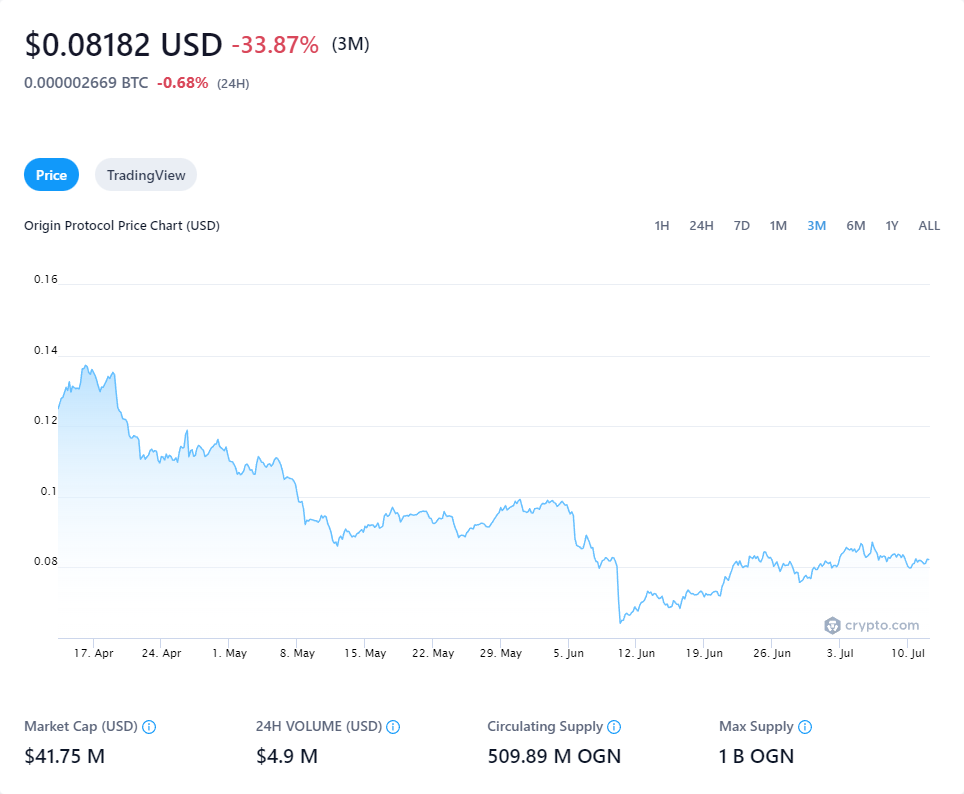 $0.08182 USD -33.87% (3M)
0.000002669 BTC -0.68% (24H)
Price TradingView
Origin Protocol Price Chart (USD) 1H 24H 7D 1M 3M 6M 1Y ALL
0.16
0.14
0.12
0.1
0.08
crypto.com
17. Apr 24. Apr 1. May 8. May 15. May 22. May 29. May 5. Jun 12. Jun 19. Jun 26. Jun 3. Jul 10. Jul
Market Cap (USD) 24H VOLUME (USD) Circulating Supply Max Supply
$41.75 M $4.9 M 509.89 M OGN 1 B OGN